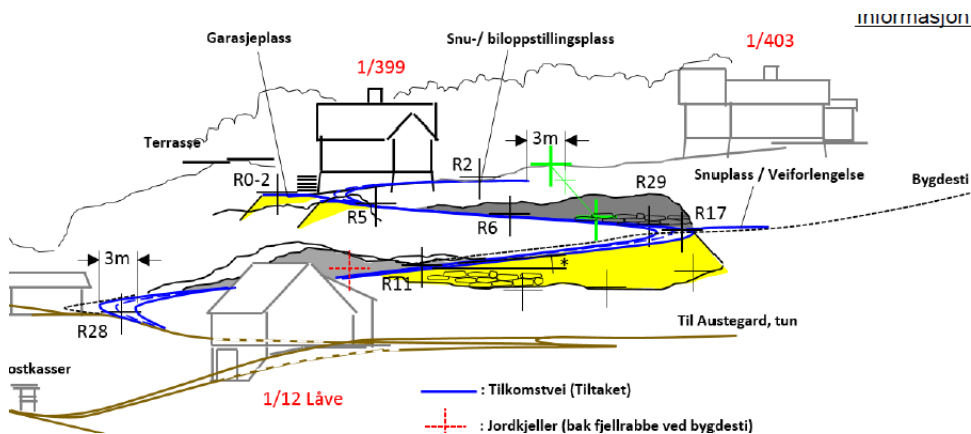 Informasjon
Garasjeplass
Snu-/ biloppstillingsplass
1/403
1/399
Terrasse
3m
R2
R0-2
R29
Snuplass / Veiforlengelse
Bygdesti
R5
R6
R17
3m
R11
*
R28
Til Austegard, tun
ostkasser
: Tilkomstvei (Tiltaket)
1/12 Låve
: Jordkjeller (bak fjellrabbe ved bygdesti)